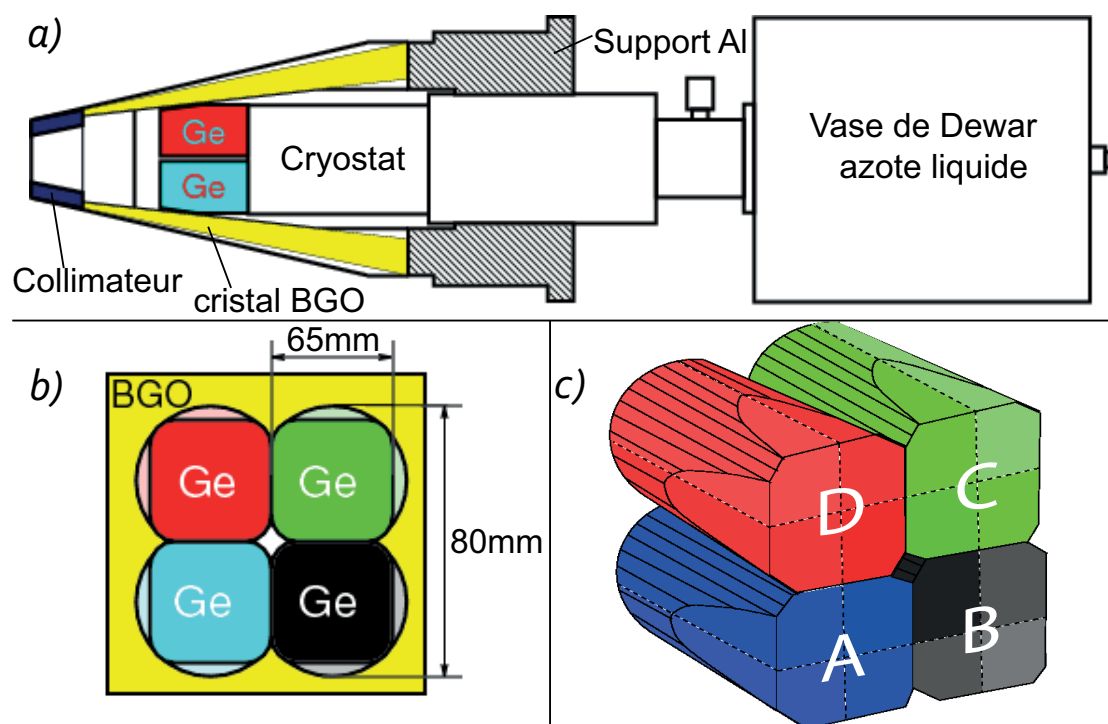 a)
Support Al
Ge
Ge
Cryostat
Vase de Dewar
azote liquide
Collimateur
cristal BGO
b)
65mm
BGO
Ge
Ge
80mm
Ge
Ge
c)
D
C
A
B